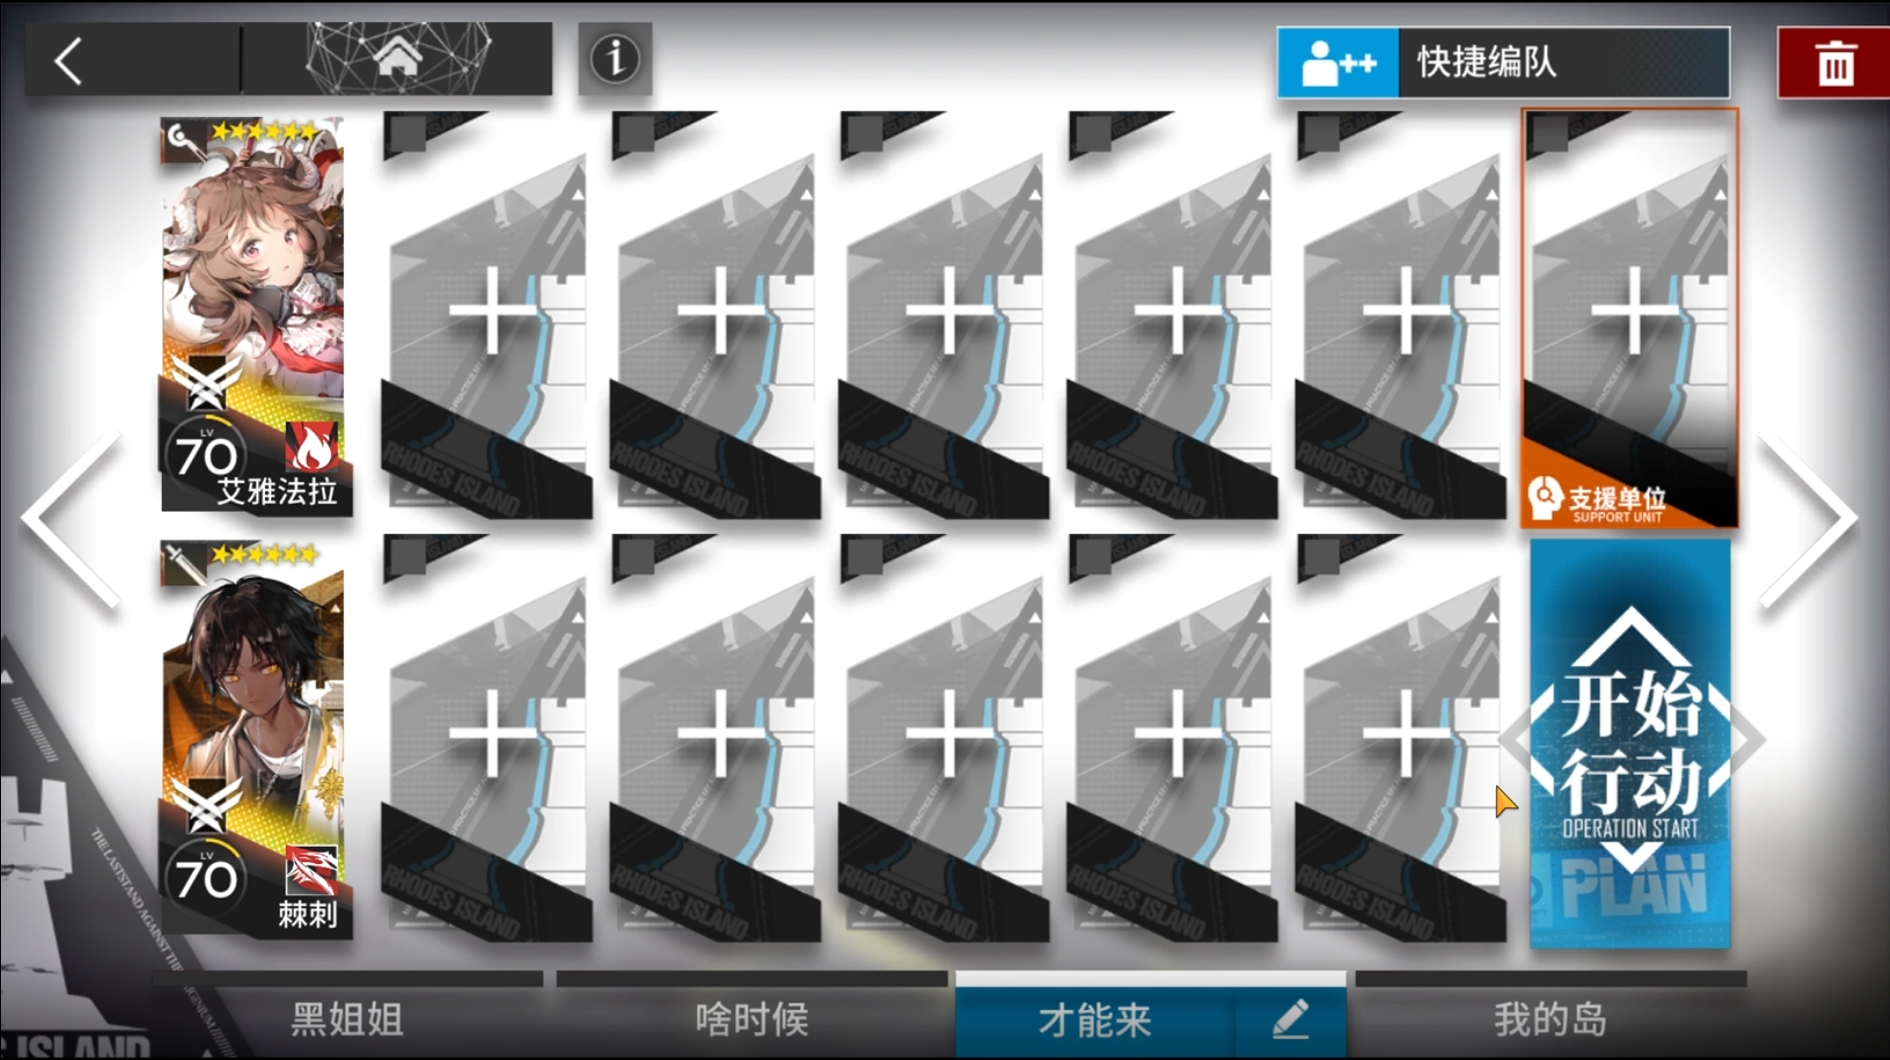 快捷编队
LV
70
艾雅法拉
RHODES ISLAND
RHODES ISLAND
RHODES ISLAND
RHODES ISLAND
RHODES ISLAND
支援单位
SUPPORT UNIT
LV
70
棘刺
RHODES ISLAND
RHODES ISLAND
RHODES ISLAND
RHODES ISLAND
RHODES ISLAND
开始
行动
OPERATION START
PLAN
黑姐姐
啥时候
才能来
我的岛